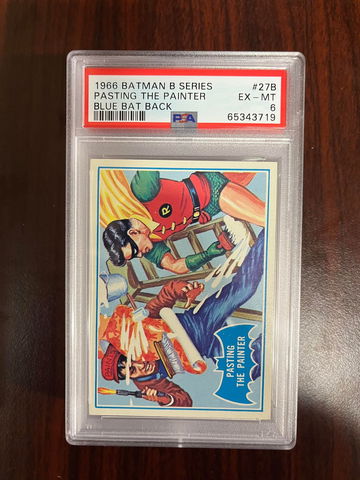 1966 BATMAN B SERIES #27B
PASTING THE PAINTER EX-MT
BLUE BAT BACK 6
PSA 65343719
R
PASTING
THE PAINTER